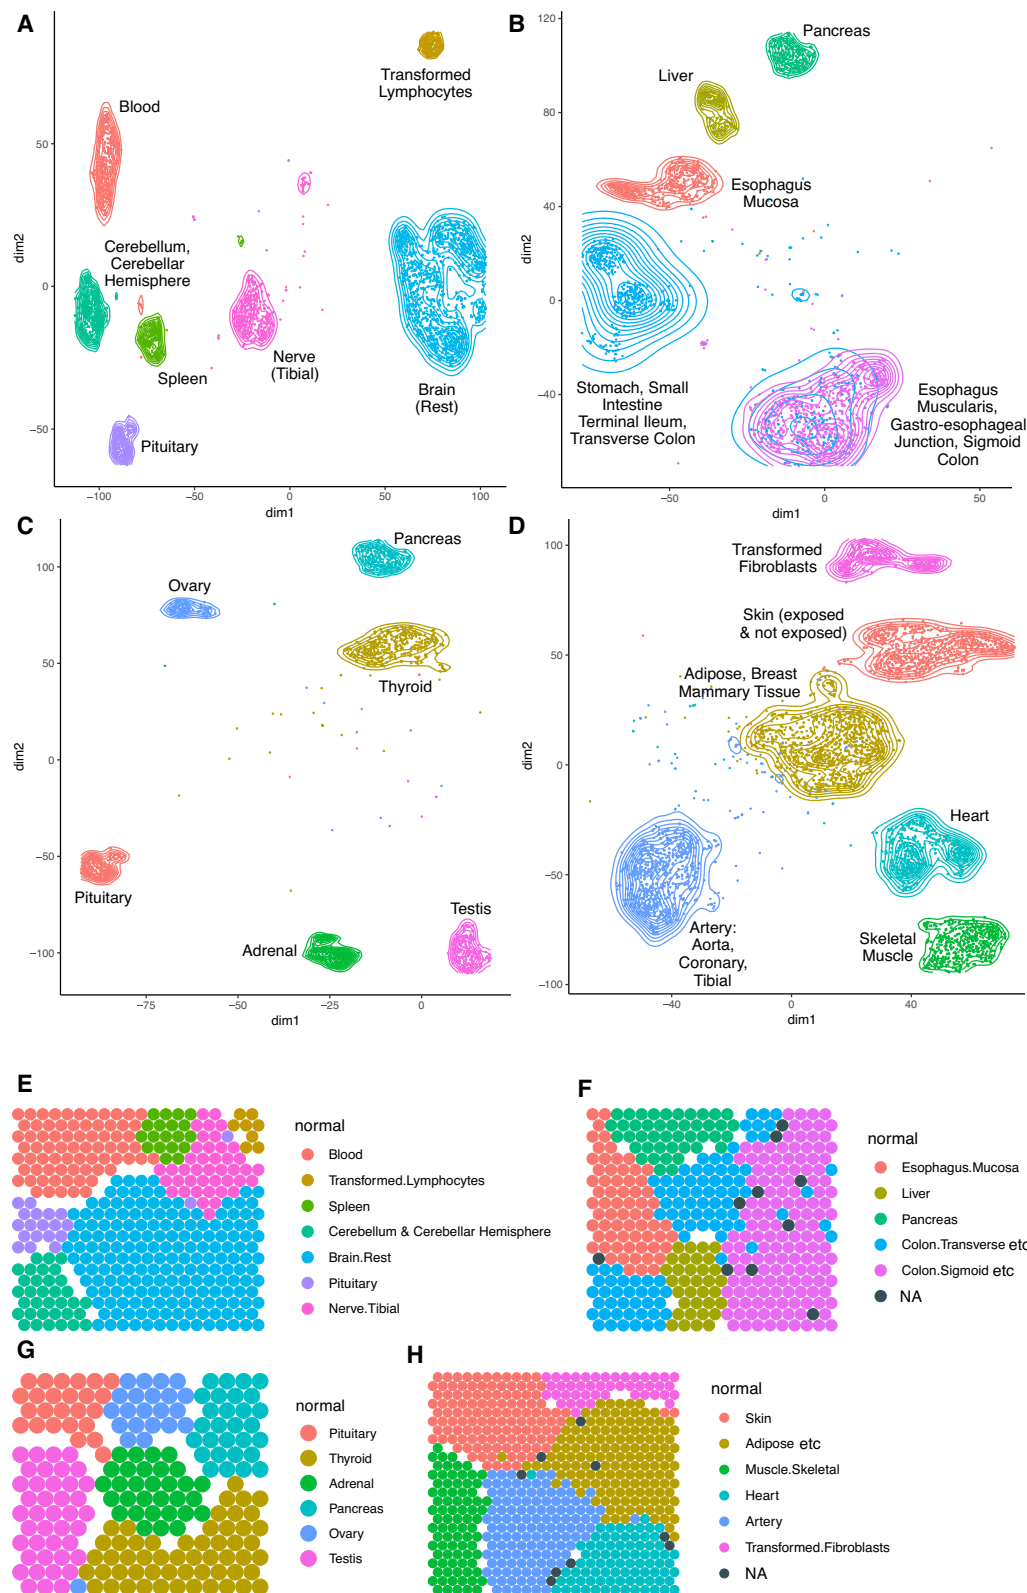 A
Transformed
Lymphocytes
Blood
50
dim2
Cerebellum,
Cerebellar
Hemisphere
0
Spleen
Nerve
(Tibial)
Brain
(Rest)
−50
Pituitary
−100
−50
0
50
100
dim1
B
120
Pancreas
Liver
80
Esophagus
Mucosa
40
dim2
0
−40
Stomach, Small
Intestine
Terminal Ileum,
Transverse Colon
Esophagus
Muscularis,
Gastro-esophageal
Junction, Sigmoid
Colon
−50
0
50
dim1
C
Pancreas
100
Ovary
50
Thyroid
dim2
0
−50
Pituitary
Testis
Adrenal
−100
−75
−50
−25
0
dim1
D
100
Transformed
Fibroblasts
Skin (exposed
& not exposed)
50
Adipose, Breast
Mammary Tissue
dim2
0
Heart
−50
Artery:
Aorta,
Coronary,
Tibial
Skeletal
Muscle
−100
−40
0
40
dim1
E
normal
Blood
Transformed.Lymphocytes
Spleen
Cerebellum & Cerebellar Hemisphere
Brain.Rest
Pituitary
Nerve.Tibial
F
normal
Esophagus.Mucosa
Liver
Pancreas
Colon.Transverse etc
Colon.Sigmoid etc
NA
G
normal
Pituitary
Thyroid
Adrenal
Pancreas
Ovary
Testis
H
normal
Skin
Adipose etc
Muscle.Skeletal
Heart
Artery
Transformed.Fibroblasts
NA